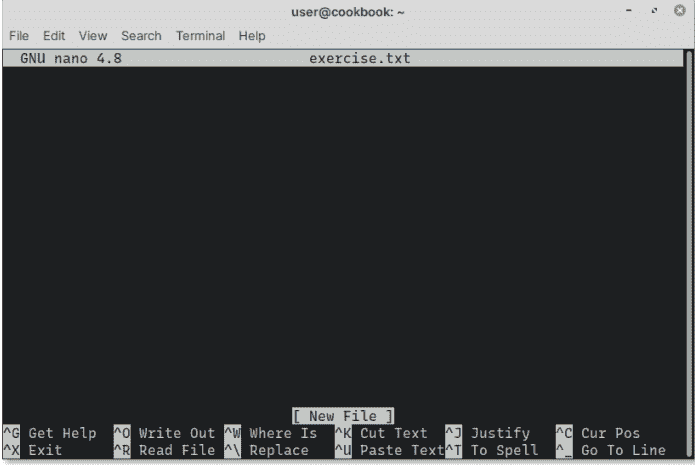 user@cookbook: ~
File Edit View Search Terminal Help
GNU nano 4.8 exercise.txt
[ New File ]
^G Get Help ^O Write Out ^W Where Is ^K Cut Text ^J Justify ^C Cur Pos
^X Exit ^R Read File ^\ Replace ^U Paste Text^T To Spell ^_ Go To Line